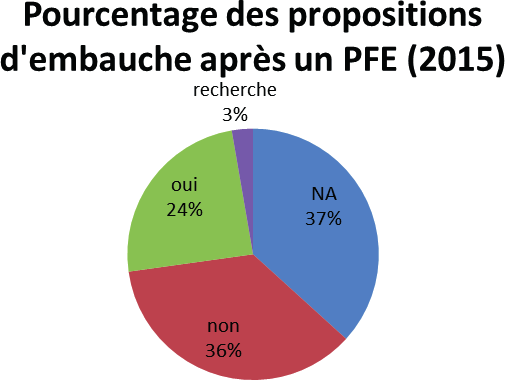 Pourcentage des propositions
d'embauche après un PFE (2015)
recherche
3%
oui
24%
NA
37%
non
36%